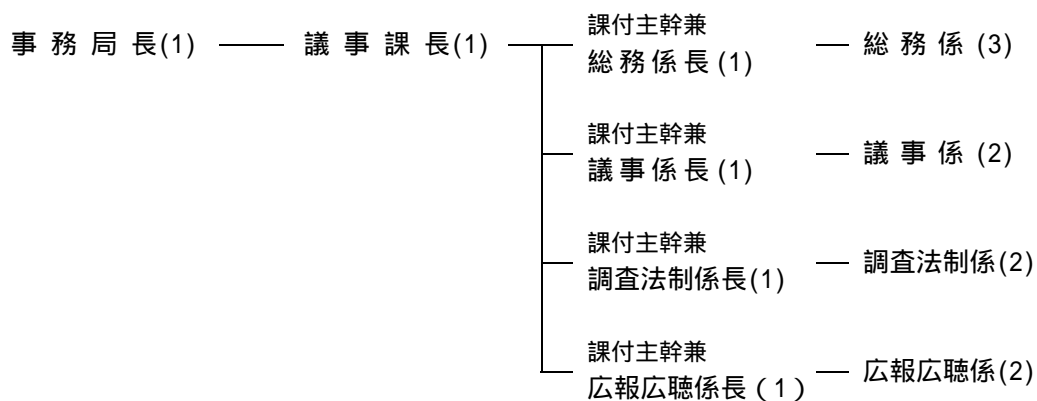 事務局長(1) 議事課長(1) 課付主幹兼
総務係長(1) 総務係(3)
課付主幹兼
議事係長(1) 議事係(2)
課付主幹兼
調査法制係長(1) 調査法制係(2)
課付主幹兼
広報広聴係長(1) 広報広聴係(2)